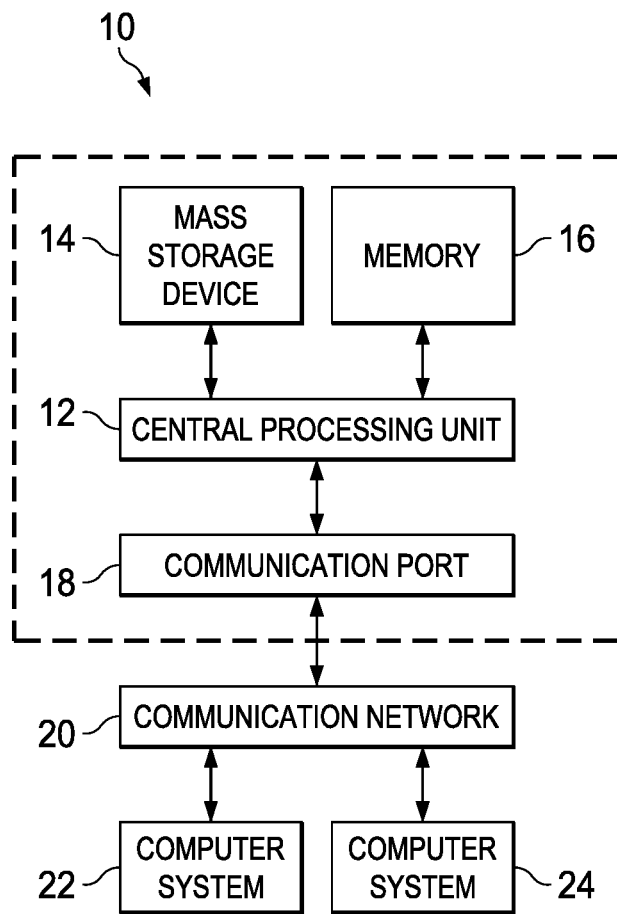 10
14
MASS
STORAGE
DEVICE
MEMORY
16
12
CENTRAL PROCESSING UNIT
18
COMMUNICATION PORT
20
COMMUNICATION NETWORK
22
COMPUTER
SYSTEM
COMPUTER
SYSTEM
24